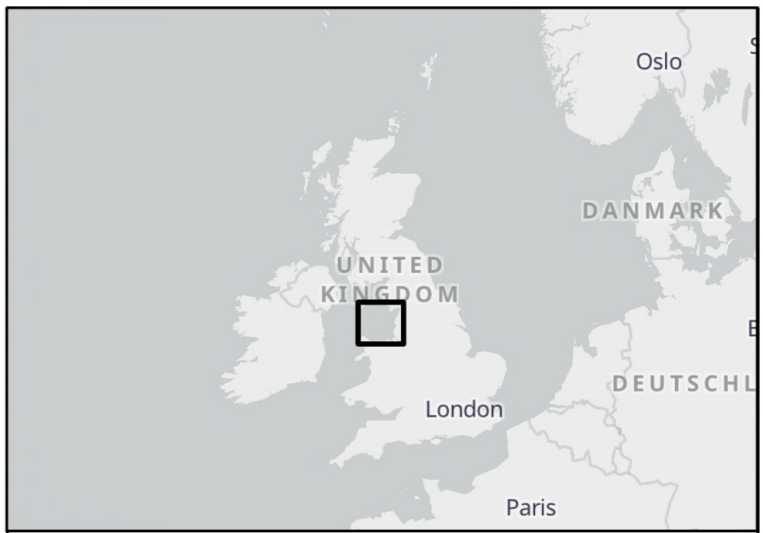 Oslo
S
DANMARK
UNITED
KINGDOM
E
DEUTSCHL
London
Paris